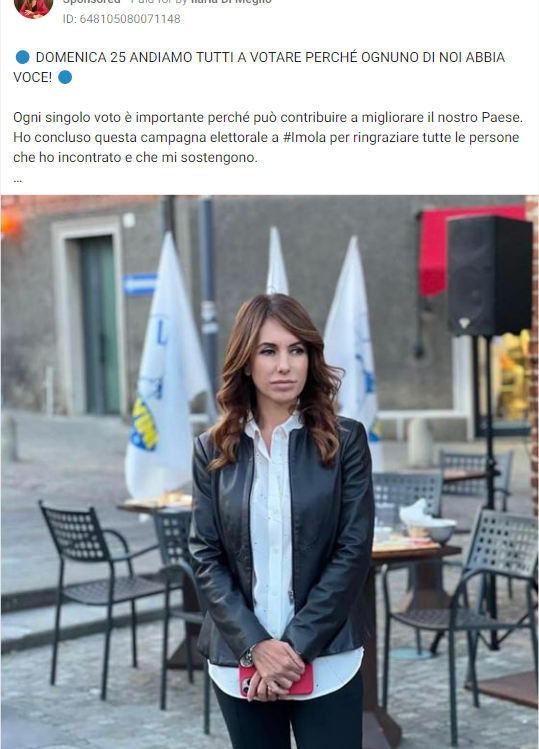 Sponsored • Paid for by Ilaria Di Meglio
ID: 648105080071148
DOMENICA 25 ANDIAMO TUTTI A VOTARE PERCHÉ OGNUNO DI NOI ABBIA
VOCE!
Ogni singolo voto è importante perché può contribuire a migliorare il nostro Paese.
Ho concluso questa campagna elettorale a #Imola per ringraziare tutte le persone
che ho incontrato e che mi sostengono.
...